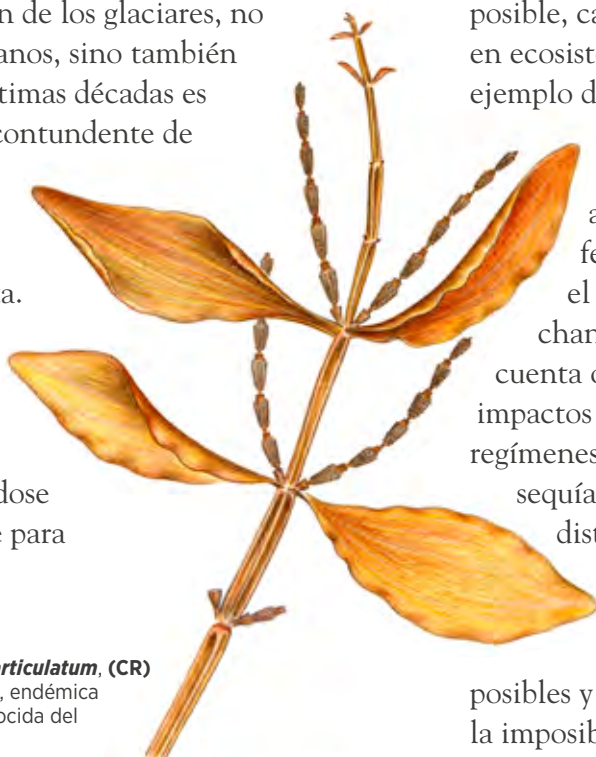 n de los glaciares, no
anos, sino también
timas décadas es
contundente de
a.
dose
e para
rticulatum, (CR)
, endémica
ocida del
posible, ca
en ecosist
ejemplo d
a
fe
el
chan
cuenta
impactos
regímenes
sequía
dist
posibles y
la imposib